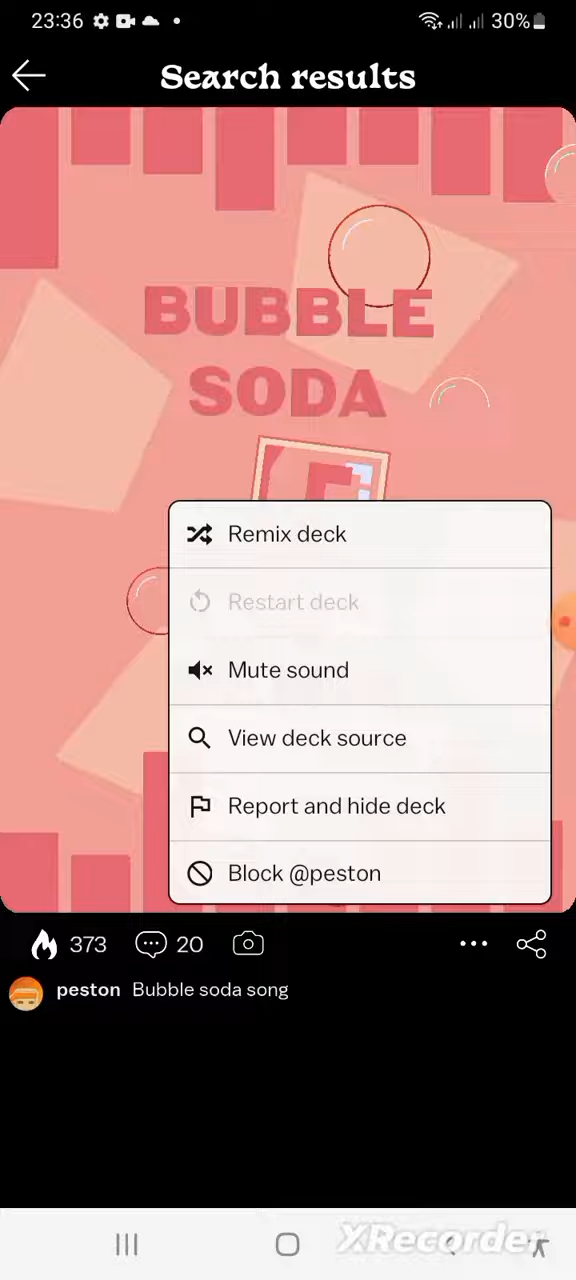 23:36
30%
Search results
BUBBLE
SODA
Remix deck
Restart deck
Mute sound
View deck source
Report and hide deck
Block @peston
373
20
peston Bubble soda song
XRecorder